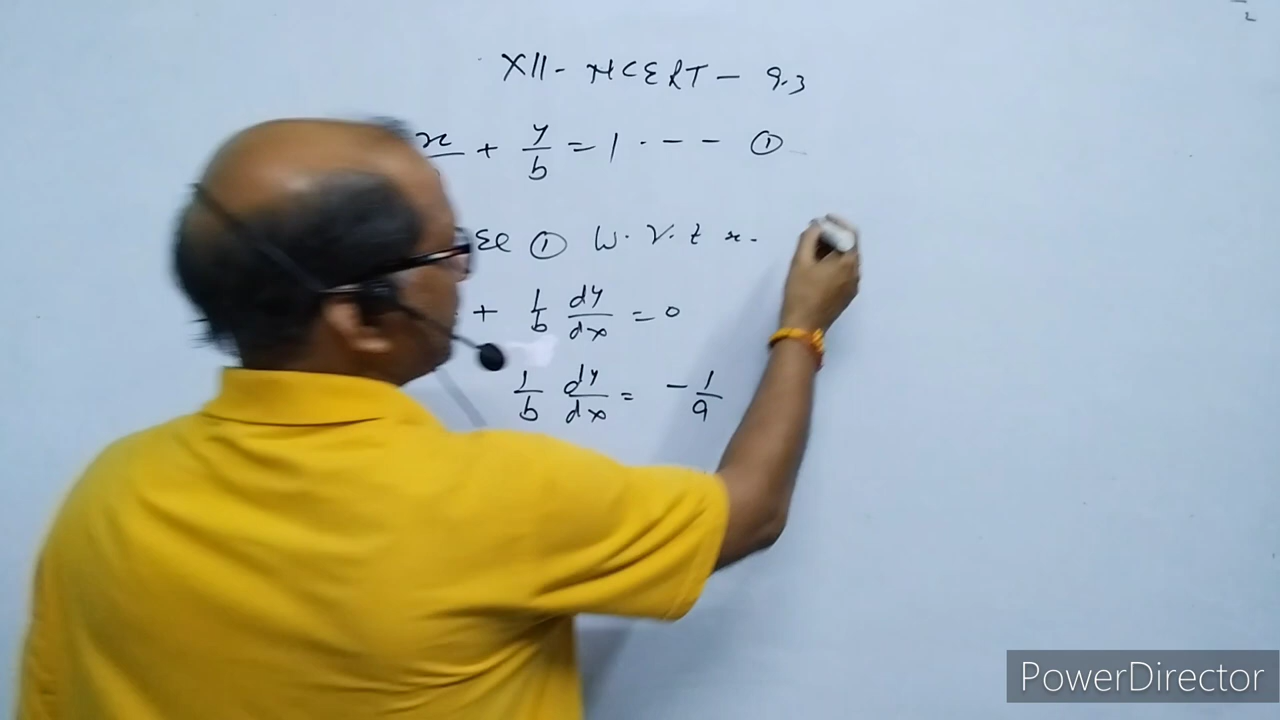 XII - NCERT - 9.3
x + y/b = 1 . - - - ①
① W.r.t x.
+ 1/b dy/dx = 0
1/b dy/dx = - 1/a
PowerDirector